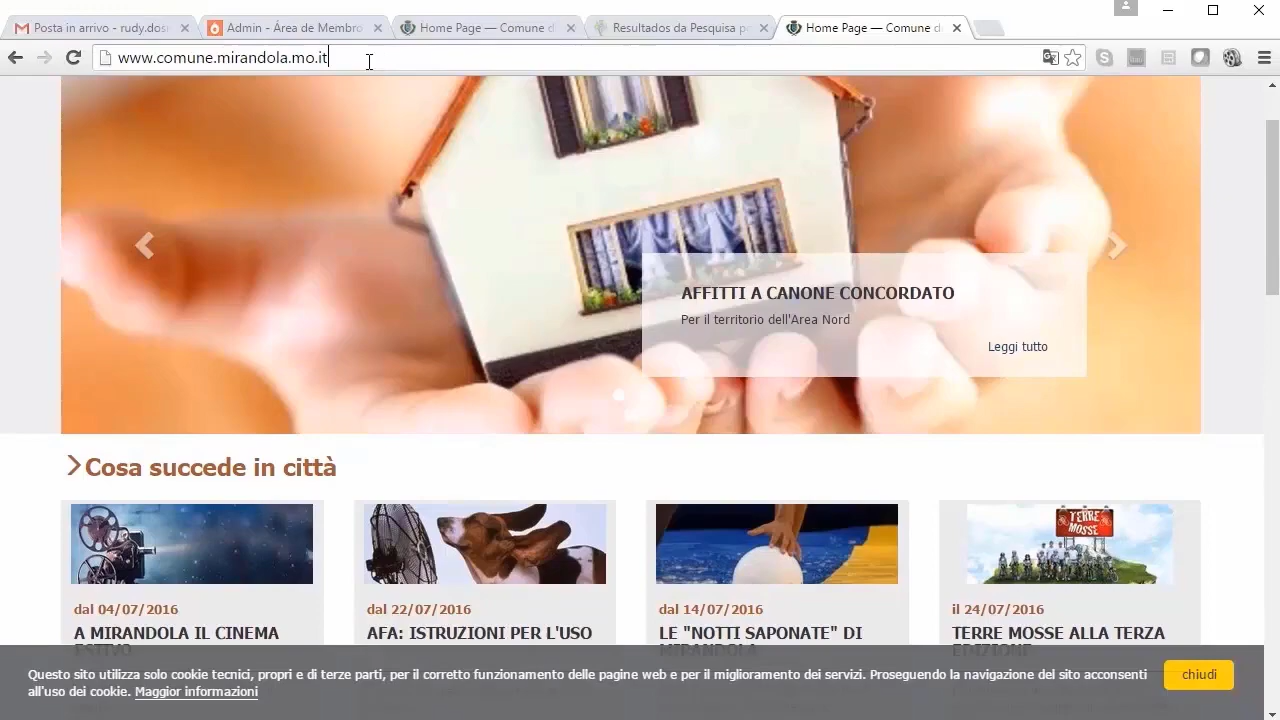 Posta in arrivo - rudy.dos
Admin - Área de Membro
Home Page — Comune d
Resultados da Pesquisa p
Home Page — Comune d
www.comune.mirandola.mo.it
AFFITTI A CANONE CONCORDATO
Per il territorio dell'Area Nord
Leggi tutto
Cosa succede in città
dal 04/07/2016
A MIRANDOLA IL CINEMA
ESTIVO
dal 22/07/2016
AFA: ISTRUZIONI PER L'USO
dal 14/07/2016
LE "NOTTI SAPONATE" DI
MIRANDOLA
TERRE
MOSSE
il 24/07/2016
TERRE MOSSE ALLA TERZA
EDIZIONE
Questo sito utilizza solo cookie tecnici, propri e di terze parti, per il corretto funzionamento delle pagine web e per il miglioramento dei servizi. Proseguendo la navigazione del sito acconsenti
all'uso dei cookie. Maggior informazioni
chiudi